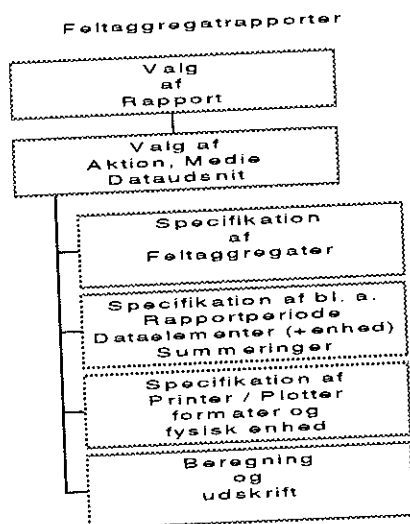 Feltaggregatrapporter
Valg
af
Rapport
Valg af
Aktion, Medie
Dataudsnit
Specifikation
af
Feltaggregater
Specifikation af bl. a.
Rapportperiode
Dataelementer (+enhed)
Summeringer
Specifikation af
Printer / Plotter
formater og
fysisk enhed
Beregning
og
udskrift